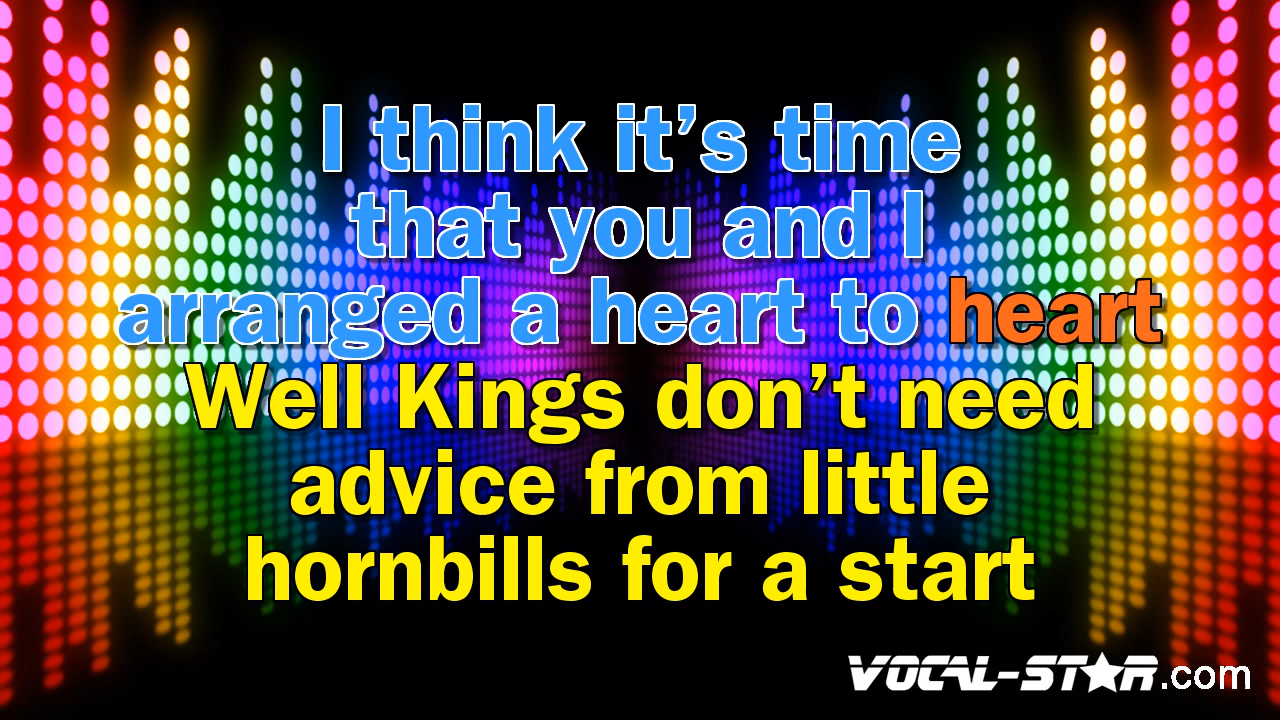 I think it's time
that you and I
arranged a heart to heart
Well Kings don't need
advice from little
hornbills for a start
VOCAL-STAR.com